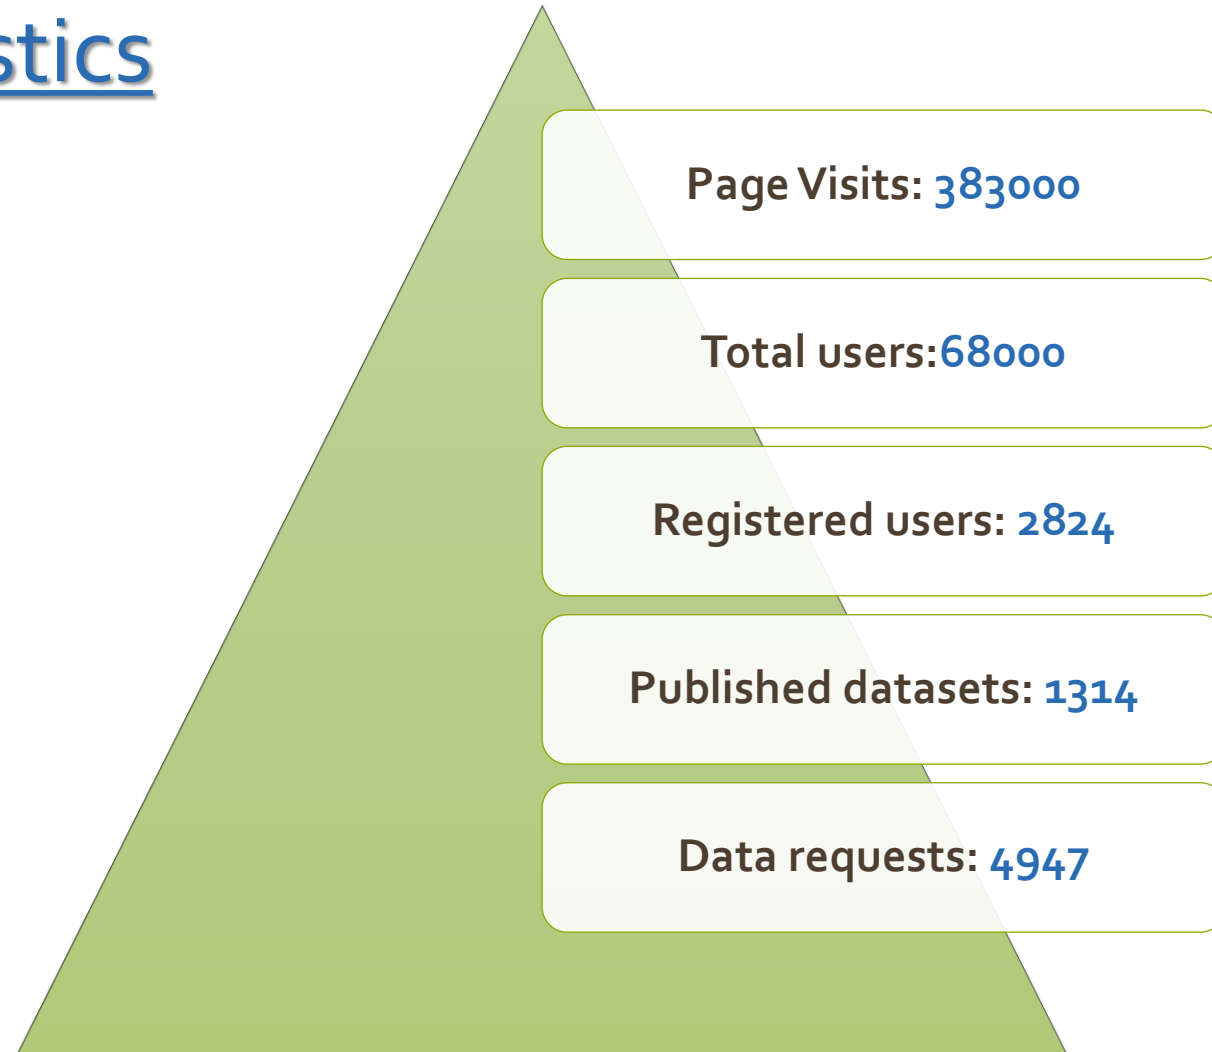 stics
Page Visits: 383000
Total users:68000
Registered users: 2824
Published datasets: 1314
Data requests: 4947